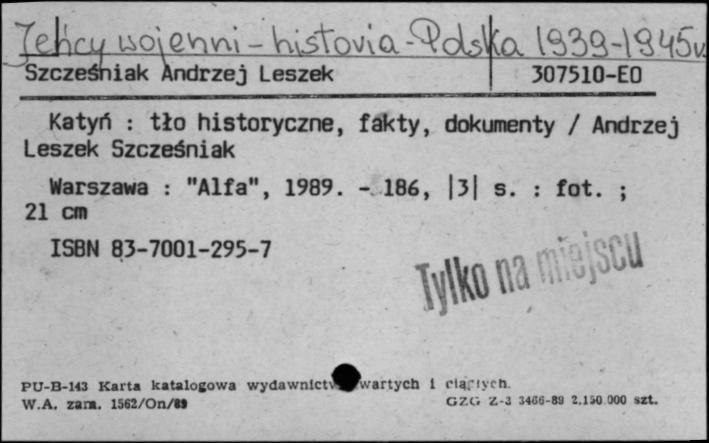 Jeńcy wojenni - historia - Polska 1939-1945r.
Szcześniak Andrzej Leszek 307510-EO
Katyń : tło historyczne, fakty, dokumenty / Andrzej
Leszek Szcześniak
Warszawa : "Alfa", 1989. - 186, |3| s. : fot. ;
21 cm
ISBN 83-7001-295-7
Tylko na miejscu
PU-B-143 Karta katalogowa wydawnictw zwartych i ciągłych.
W.A. zam. 1562/On/89 GZG Z-3 3466-89 2.150.000 szt.